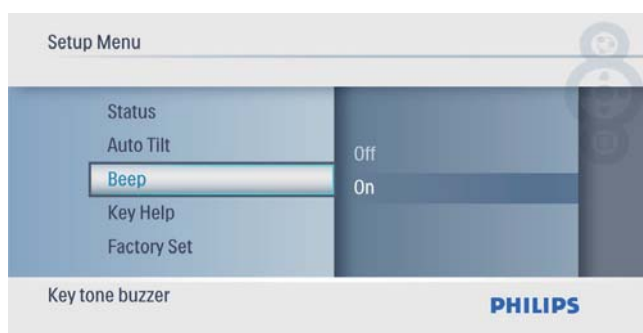 Setup Menu
Status
Auto Tilt
Beep
Key Help
Factory Set
Off
On
Key tone buzzer
PHILIPS